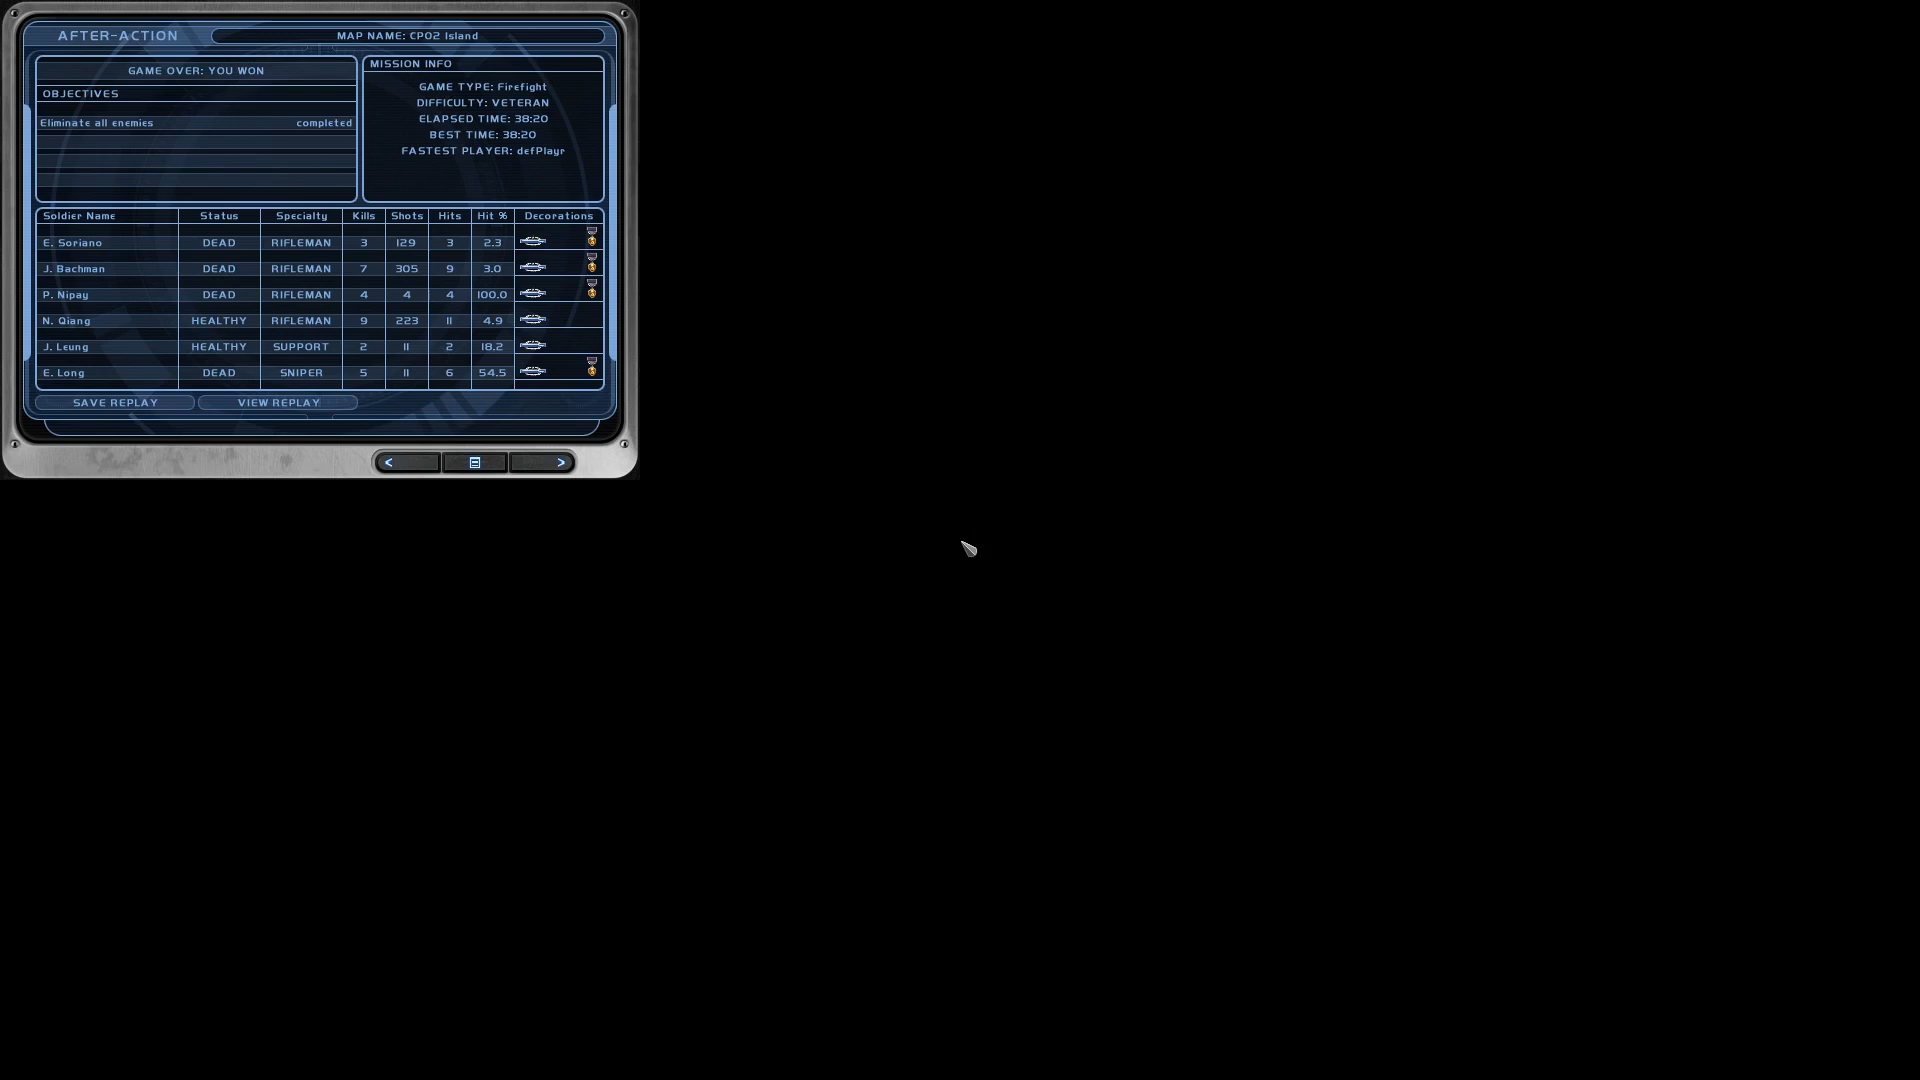 AFTER-ACTION
MAP NAME: CP02 Island
GAME OVER: YOU WON
OBJECTIVES
Eliminate all enemies completed
MISSION INFO
GAME TYPE: Firefight
DIFFICULTY: VETERAN
ELAPSED TIME: 38:20
BEST TIME: 38:20
FASTEST PLAYER: defPlayr
Soldier Name Status Specialty Kills Shots Hits Hit % Decorations
E. Soriano DEAD RIFLEMAN 3 129 3 2.3
J. Bachman DEAD RIFLEMAN 7 305 9 3.0
P. Nipay DEAD RIFLEMAN 4 4 4 100.0
N. Qiang HEALTHY RIFLEMAN 9 223 11 4.9
J. Leung HEALTHY SUPPORT 2 11 2 18.2
E. Long DEAD SNIPER 5 11 6 54.5
SAVE REPLAY VIEW REPLAY
< >